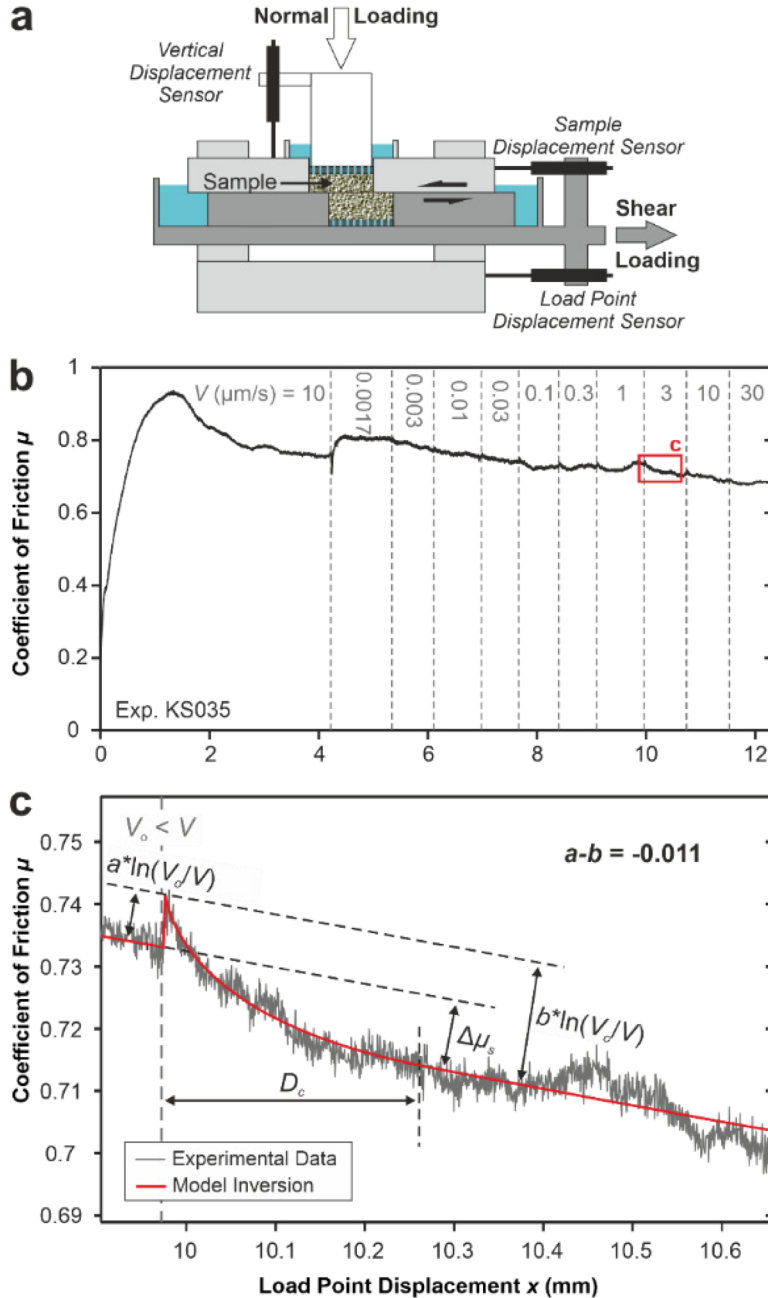 a
Normal Loading
Vertical
Displacement
Sensor
Sample
Displacement Sensor
Sample
Shear
Loading
Load Point
Displacement Sensor
b
Coefficient of Friction μ
1
0.8
0.6
0.4
0.2
0
V (μm/s) = 10
0.0017
0.003
0.01
0.03
0.1
0.3
1
3
10
30
c
Exp. KS035
0
2
4
6
8
10
12
c
Coefficient of Friction μ
0.75
0.74
0.73
0.72
0.71
0.7
0.69
Vo < V
a*ln(Vo/V)
a-b = -0.011
b*ln(Vo/V)
Δμs
Dc
Experimental Data
Model Inversion
10
10.1
10.2
10.3
10.4
10.5
10.6
Load Point Displacement x (mm)